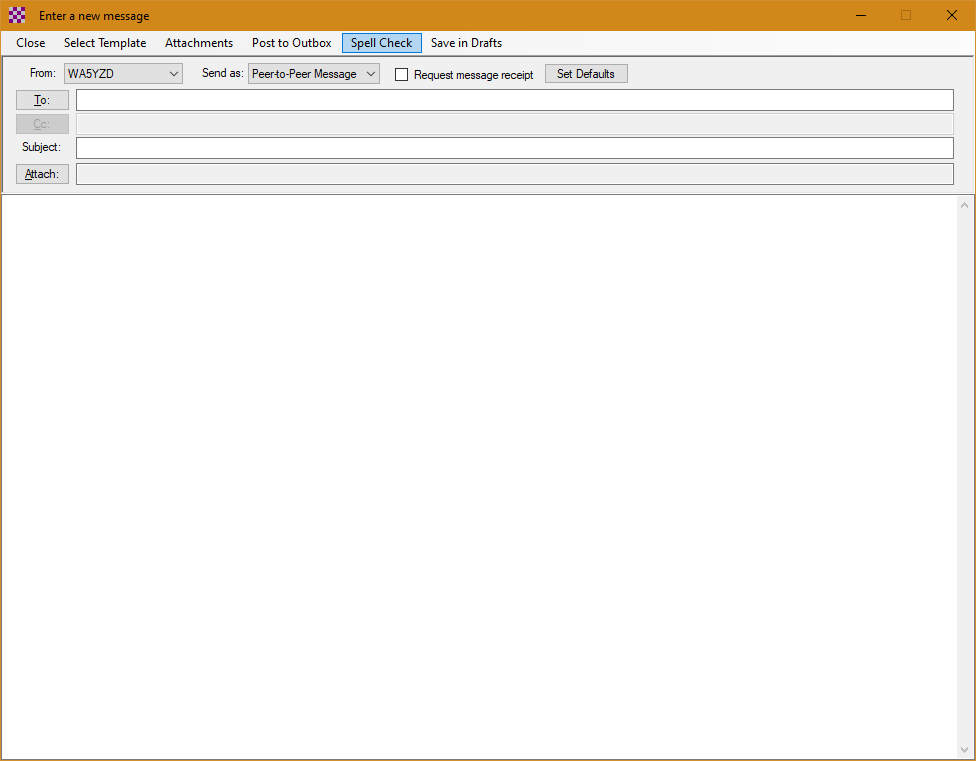 Enter a new message
Close Select Template Attachments Post to Outbox Spell Check Save in Drafts
From: WA5YZD Send as: Peer-to-Peer Message Request message receipt Set Defaults
To:
Cc:
Subject:
Attach: